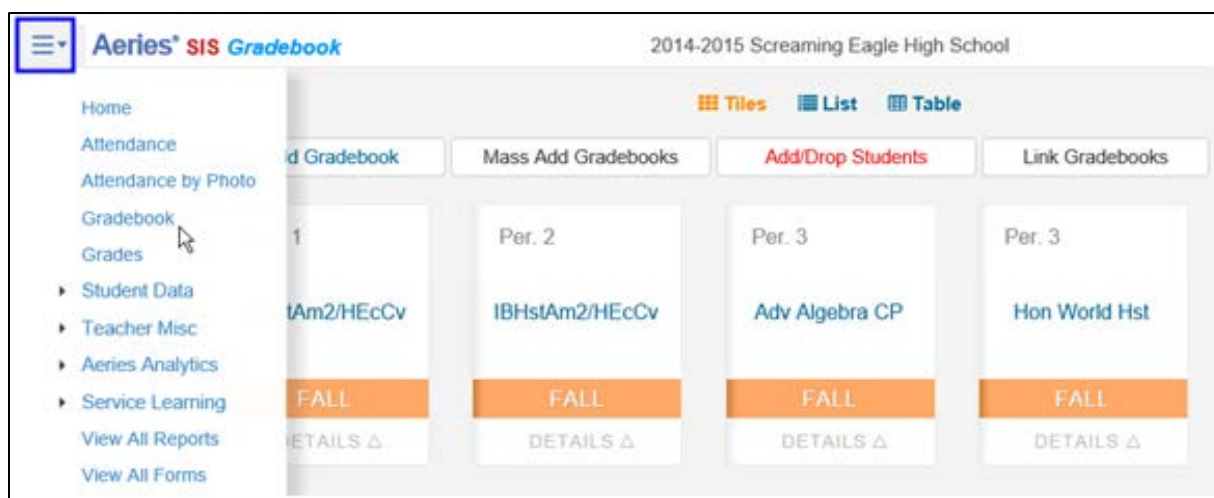 Aeries® SIS Gradebook
2014-2015 Screaming Eagle High School
Tiles List Table
Home
Attendance
Attendance by Photo
Gradebook
Grades
Student Data
Teacher Misc
Aeries Analytics
Service Learning
View All Reports
View All Forms
d Gradebook
Mass Add Gradebooks
Add/Drop Students
Link Gradebooks
1
tAm2/HEcCv
FALL
DETAILS △
Per. 2
IBHstAm2/HEcCv
FALL
DETAILS △
Per. 3
Adv Algebra CP
FALL
DETAILS △
Per. 3
Hon World Hst
FALL
DETAILS △